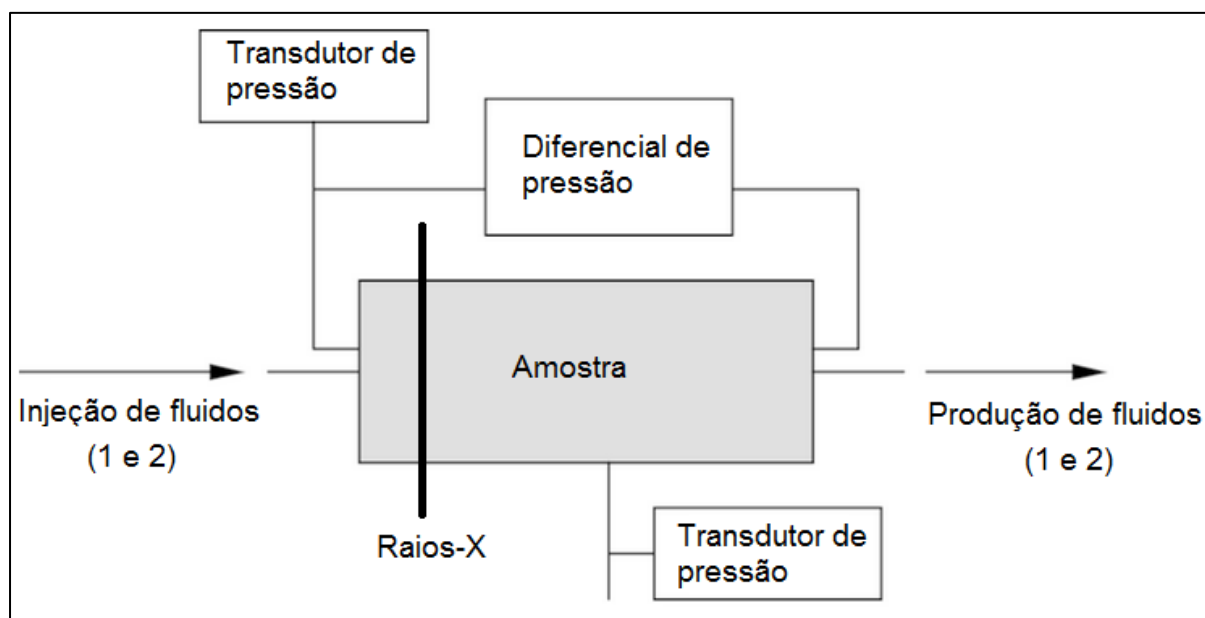 Transdutor de
pressão
Diferencial de
pressão
Amostra
Injeção de fluidos
(1 e 2)
Produção de fluidos
(1 e 2)
Raios-X
Transdutor de
pressão